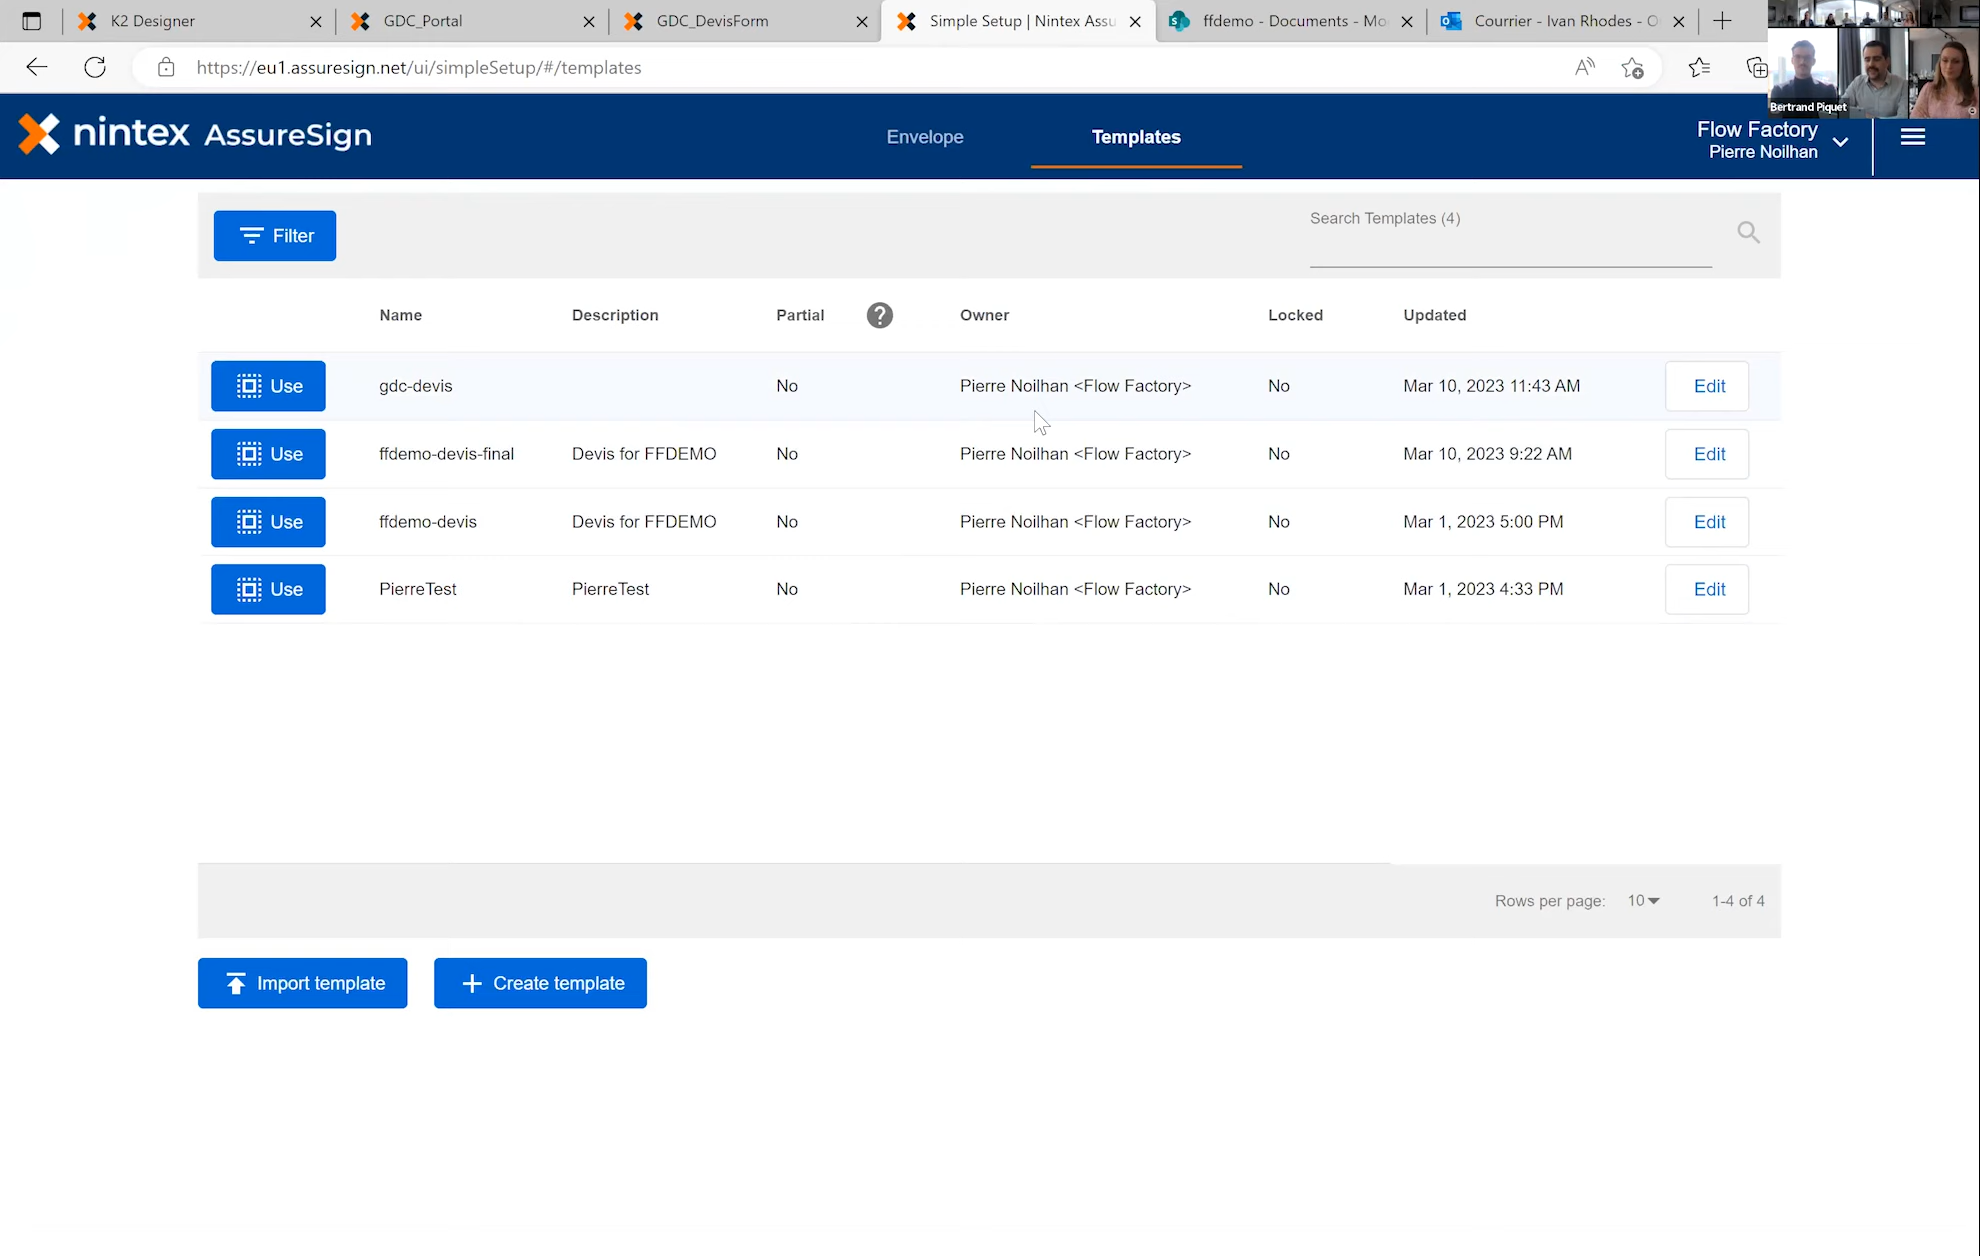 K2 Designer
GDC_Portal
GDC_DevisForm
Simple Setup | Nintex Assu
ffdemo - Documents - Mo
Courrier - Ivan Rhodes - O
https://eu1.assuresign.net/ui/simpleSetup/#/templates
Bertrand Piquet
nintex AssureSign
Envelope
Templates
Flow Factory
Pierre Noilhan
Filter
Search Templates (4)
Name Description Partial ? Owner Locked Updated
Use gdc-devis No Pierre Noilhan <Flow Factory> No Mar 10, 2023 11:43 AM Edit
Use ffdemo-devis-final Devis for FFDEMO No Pierre Noilhan <Flow Factory> No Mar 10, 2023 9:22 AM Edit
Use ffdemo-devis Devis for FFDEMO No Pierre Noilhan <Flow Factory> No Mar 1, 2023 5:00 PM Edit
Use PierreTest PierreTest No Pierre Noilhan <Flow Factory> No Mar 1, 2023 4:33 PM Edit
Rows per page: 10 1-4 of 4
Import template
Create template